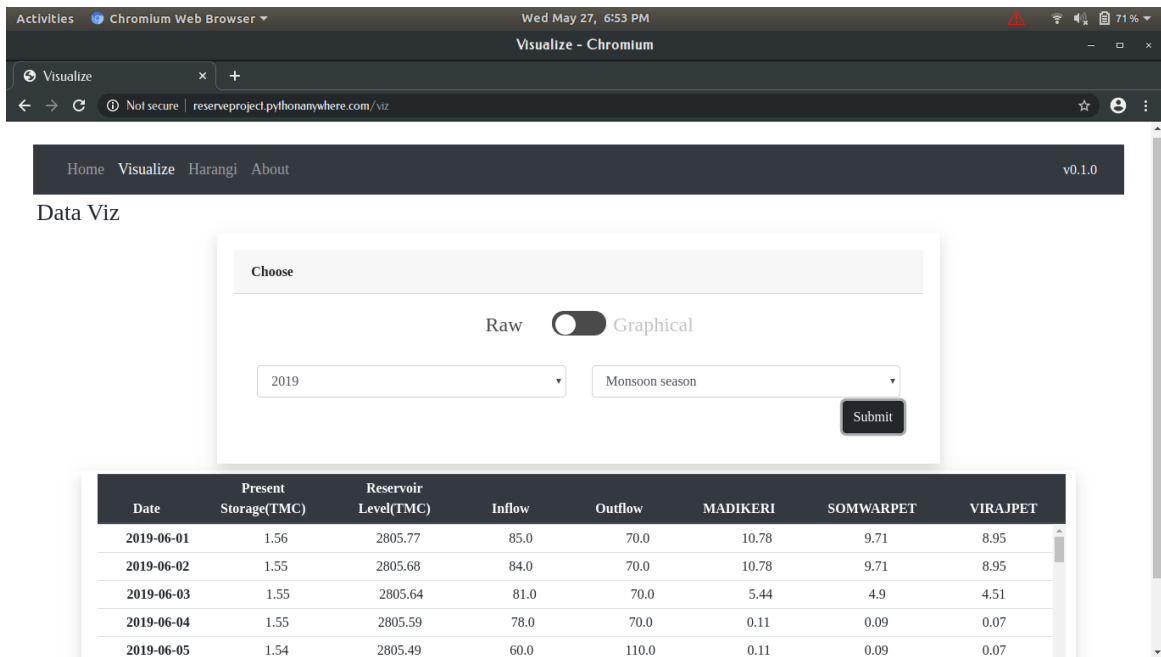 Activities Chromium Web Browser Wed May 27, 6:53 PM 71%
Visualize - Chromium
Visualize × +
Not secure | reserveproject.pythonanywhere.com/viz
Home Visualize Harangi About v0.1.0
Data Viz
Choose
Raw Graphical
2019 Monsoon season
Submit
Date Present Storage(TMC) Reservoir Level(TMC) Inflow Outflow MADIKERI SOMWARPET VIRAJPET
2019-06-01 1.56 2805.77 85.0 70.0 10.78 9.71 8.95
2019-06-02 1.55 2805.68 84.0 70.0 10.78 9.71 8.95
2019-06-03 1.55 2805.64 81.0 70.0 5.44 4.9 4.51
2019-06-04 1.55 2805.59 78.0 70.0 0.11 0.09 0.07
2019-06-05 1.54 2805.49 60.0 110.0 0.11 0.09 0.07